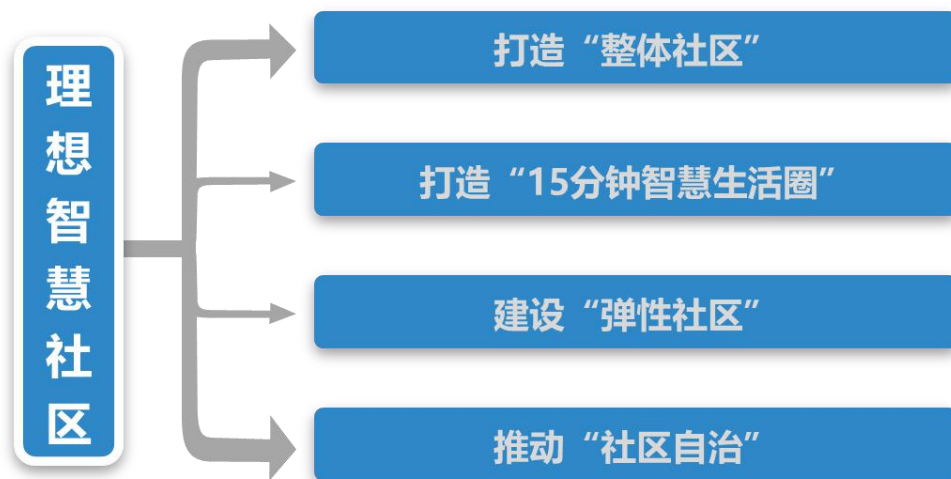 理想智慧社区
打造“整体社区”
打造“15分钟智慧生活圈”
建设“弹性社区”
推动“社区自治”